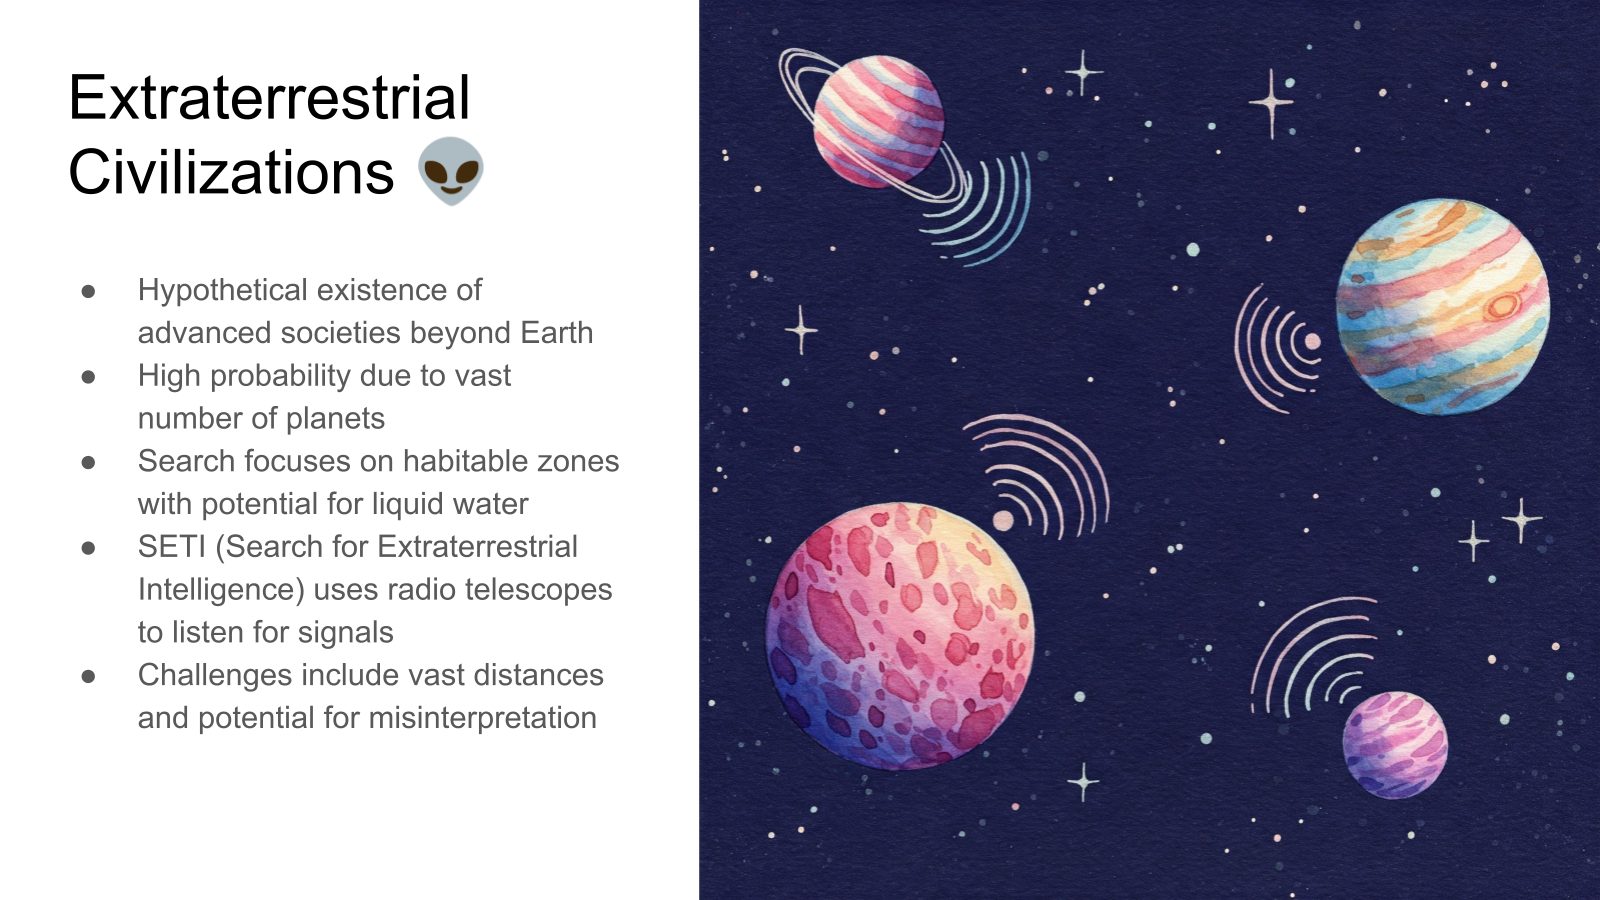 Extraterrestrial
Civilizations 👽
● Hypothetical existence of
advanced societies beyond Earth
● High probability due to vast
number of planets
● Search focuses on habitable zones
with potential for liquid water
● SETI (Search for Extraterrestrial
Intelligence) uses radio telescopes
to listen for signals
● Challenges include vast distances
and potential for misinterpretation